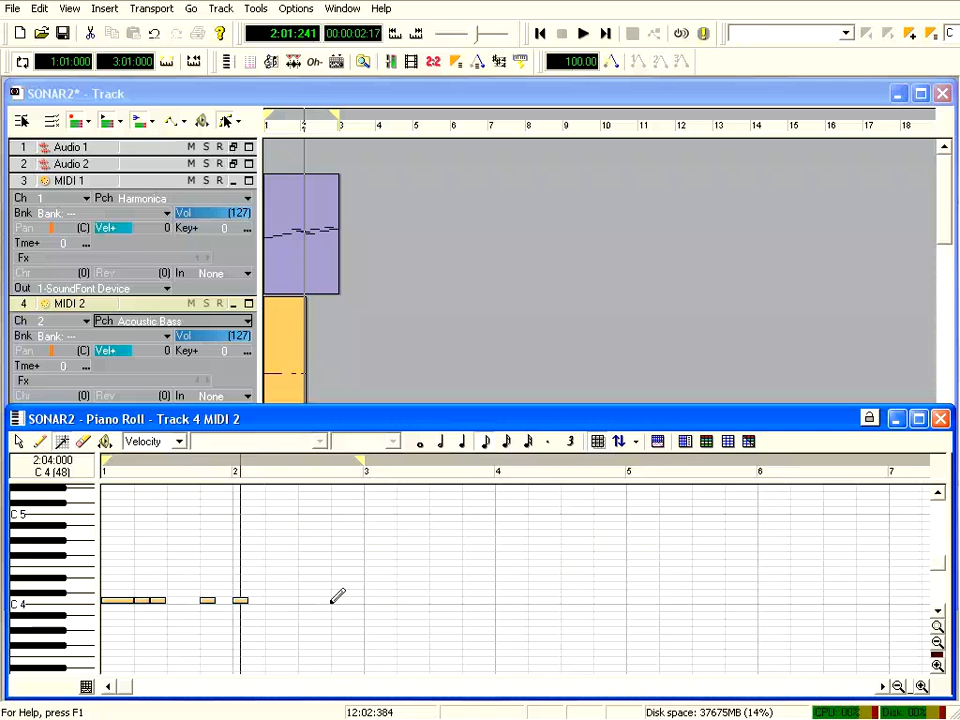 File Edit View Insert Transport Go Track Tools Options Window Help
2:01:241 00:00:02:17
1:01:000 3:01:000 Oh- 2-2 100.00
SONAR2* - Track
1 2 3 4 5 6 7 8 9 10 11 12 13 14 15 16 17 18
1 Audio 1 M S R
2 Audio 2 M S R
3 MIDI 1 M S R
Ch 1 Pch Harmonica
Bnk Bank: --- Vol (127)
Pan (C) Vel+ 0 Key+ 0 ...
Tme+ 0 ...
Fx
Chr (0) Rev (0) In None
Out 1-SoundFont Device
4 MIDI 2 M S R
Ch 2 Pch Acoustic Bass
Bnk Bank: --- Vol (127)
Pan (C) Vel+ 0 Key+ 0 ...
Tme+ 0 ...
Fx
Chr (0) Rev (0) In None
SONAR2 - Piano Roll - Track 4 MIDI 2
Velocity 3
2:04:000
C 4 (48)
1 2 3 4 5 6 7
C 5
C 4
For Help, press F1 12:02:384 Disk space: 37675MB (14%) CPU: 00% Disk: 00%